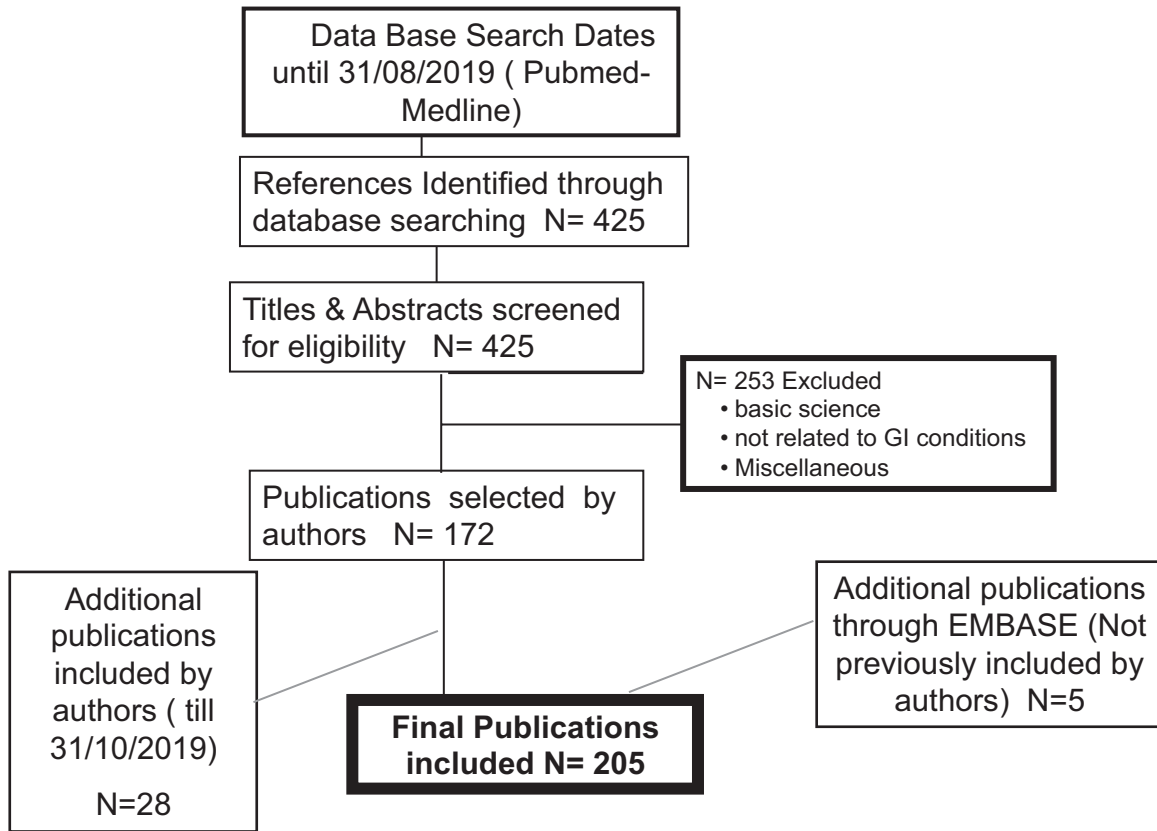 Data Base Search Dates
until 31/08/2019 ( Pubmed-
Medline)
References Identified through
database searching N= 425
Titles & Abstracts screened
for eligibility N= 425
N= 253 Excluded
• basic science
• not related to GI conditions
• Miscellaneous
Publications selected by
authors N= 172
Additional
publications
included by
authors ( till
31/10/2019)
N=28
Additional publications
through EMBASE (Not
previously included by
authors) N=5
Final Publications
included N= 205